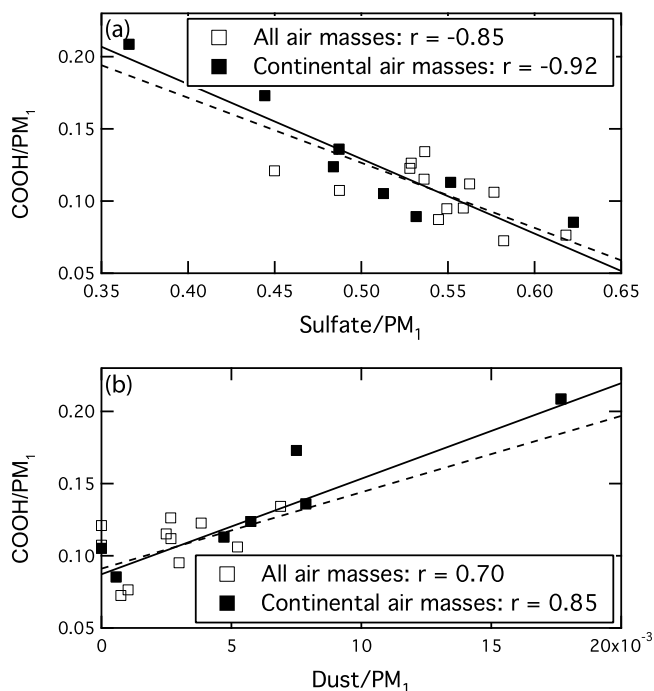 (a)
All air masses: r = -0.85
Continental air masses: r = -0.92
0.20
0.15
0.10
0.05
COOH/PM1
0.35 0.40 0.45 0.50 0.55 0.60 0.65
Sulfate/PM1
(b)
0.20
0.15
0.10
0.05
COOH/PM1
All air masses: r = 0.70
Continental air masses: r = 0.85
0 5 10 15 20x10-3
Dust/PM1